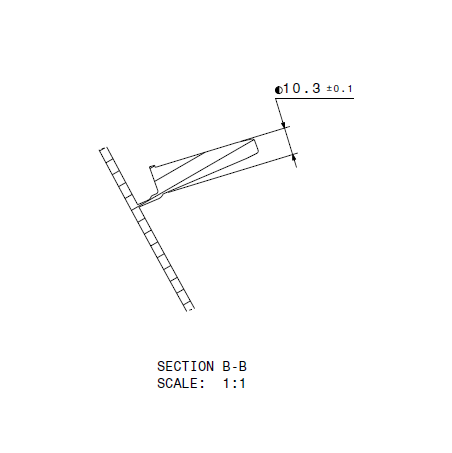 ◐10.3 ±0.1
SECTION B-B
SCALE: 1:1